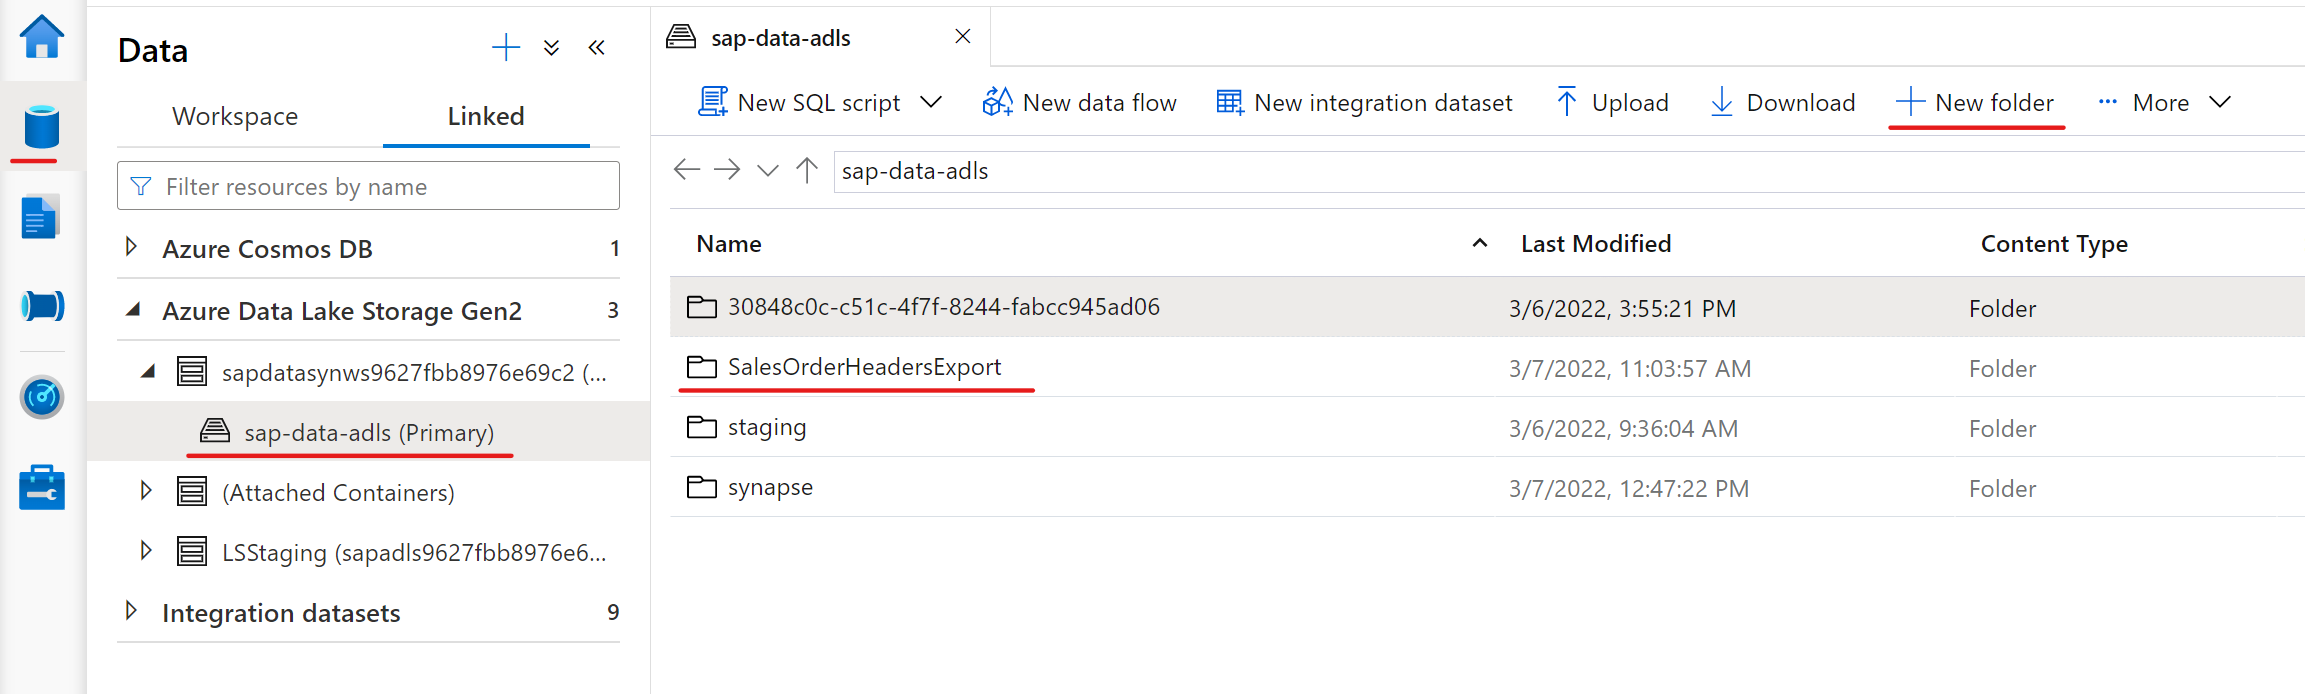 Data
Workspace
Linked
Filter resources by name
Azure Cosmos DB 1
Azure Data Lake Storage Gen2 3
sapdatasynws9627fbb8976e69c2 (...
sap-data-adls (Primary)
(Attached Containers)
LSStaging (sapadls9627fbb8976e6...
Integration datasets 9
sap-data-adls
New SQL script New data flow New integration dataset Upload Download New folder ... More
sap-data-adls
Name Last Modified Content Type
30848c0c-c51c-4f7f-8244-fabcc945ad06 3/6/2022, 3:55:21 PM Folder
SalesOrderHeadersExport 3/7/2022, 11:03:57 AM Folder
staging 3/6/2022, 9:36:04 AM Folder
synapse 3/7/2022, 12:47:22 PM Folder